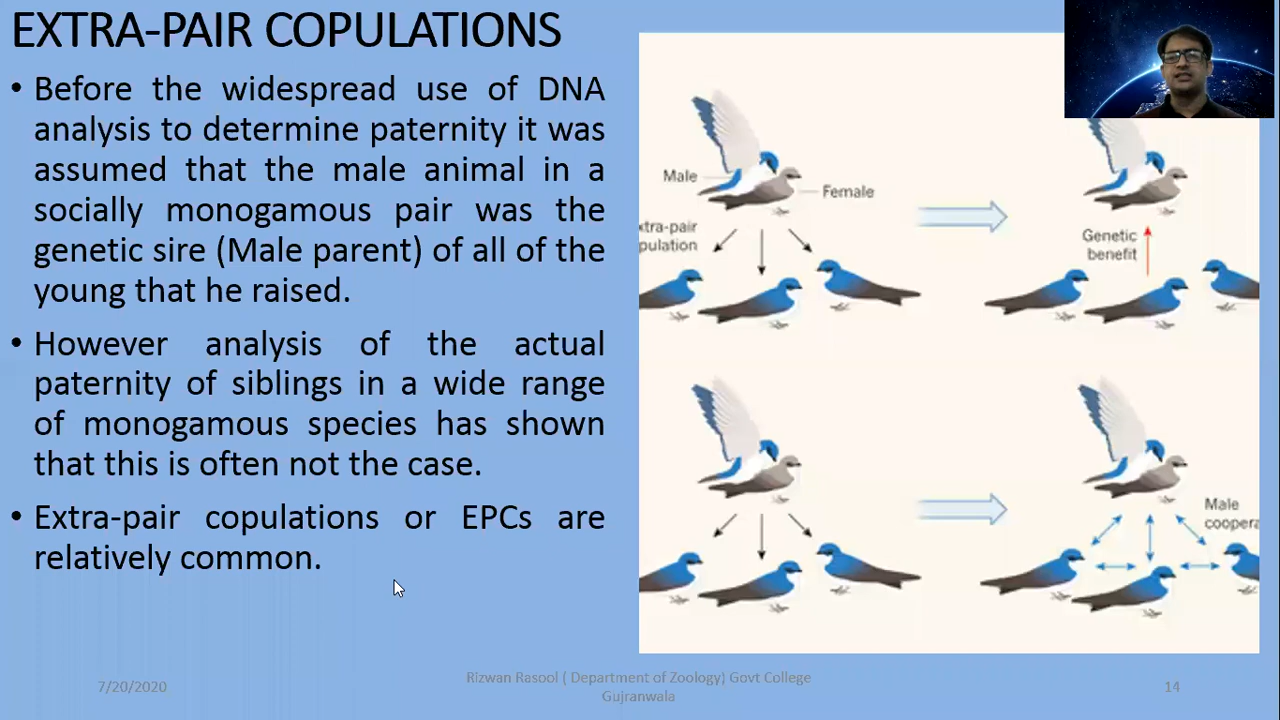 EXTRA-PAIR COPULATIONS
• Before the widespread use of DNA
analysis to determine paternity it was
assumed that the male animal in a
socially monogamous pair was the
genetic sire (Male parent) of all of the
young that he raised.
• However analysis of the actual
paternity of siblings in a wide range
of monogamous species has shown
that this is often not the case.
• Extra-pair copulations or EPCs are
relatively common.
Male
Female
xtra-pair
pulation
Genetic
benefit
Male
coopera
7/20/2020
Rizwan Rasool ( Department of Zoology) Govt College
Gujranwala
14